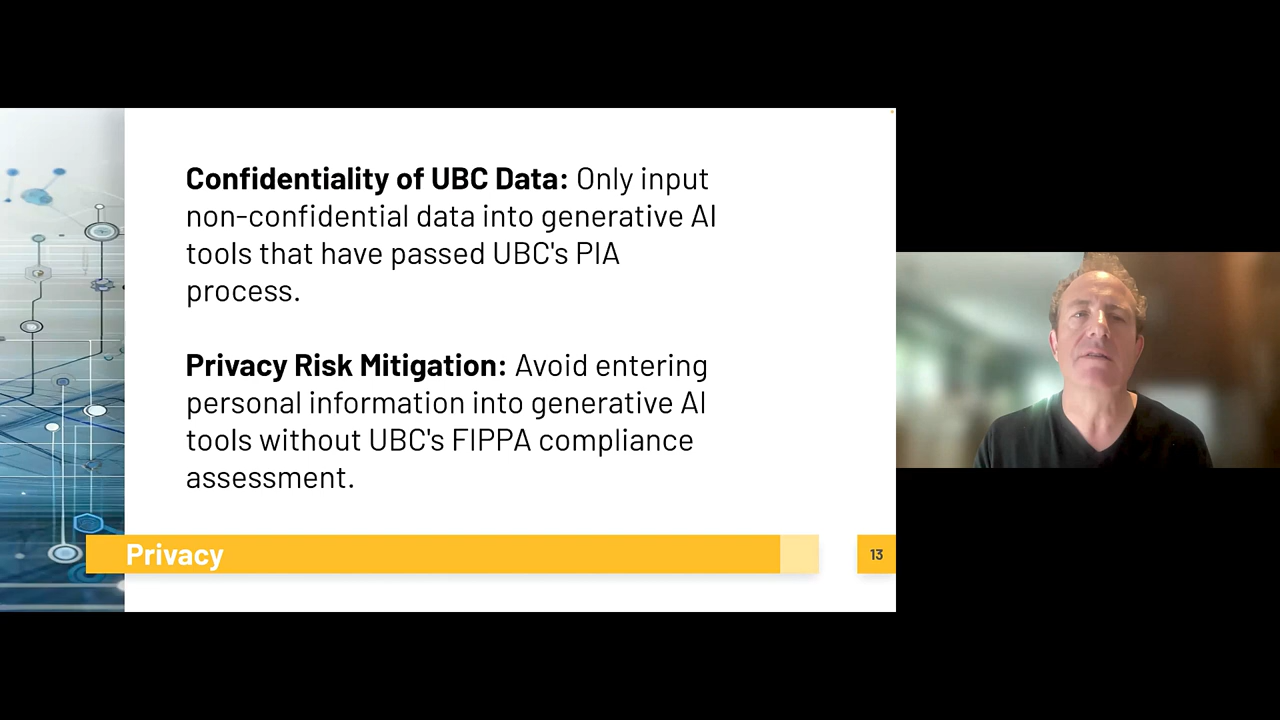 Confidentiality of UBC Data: Only input
non-confidential data into generative AI
tools that have passed UBC's PIA
process.
Privacy Risk Mitigation: Avoid entering
personal information into generative AI
tools without UBC's FIPPA compliance
assessment.
Privacy
13